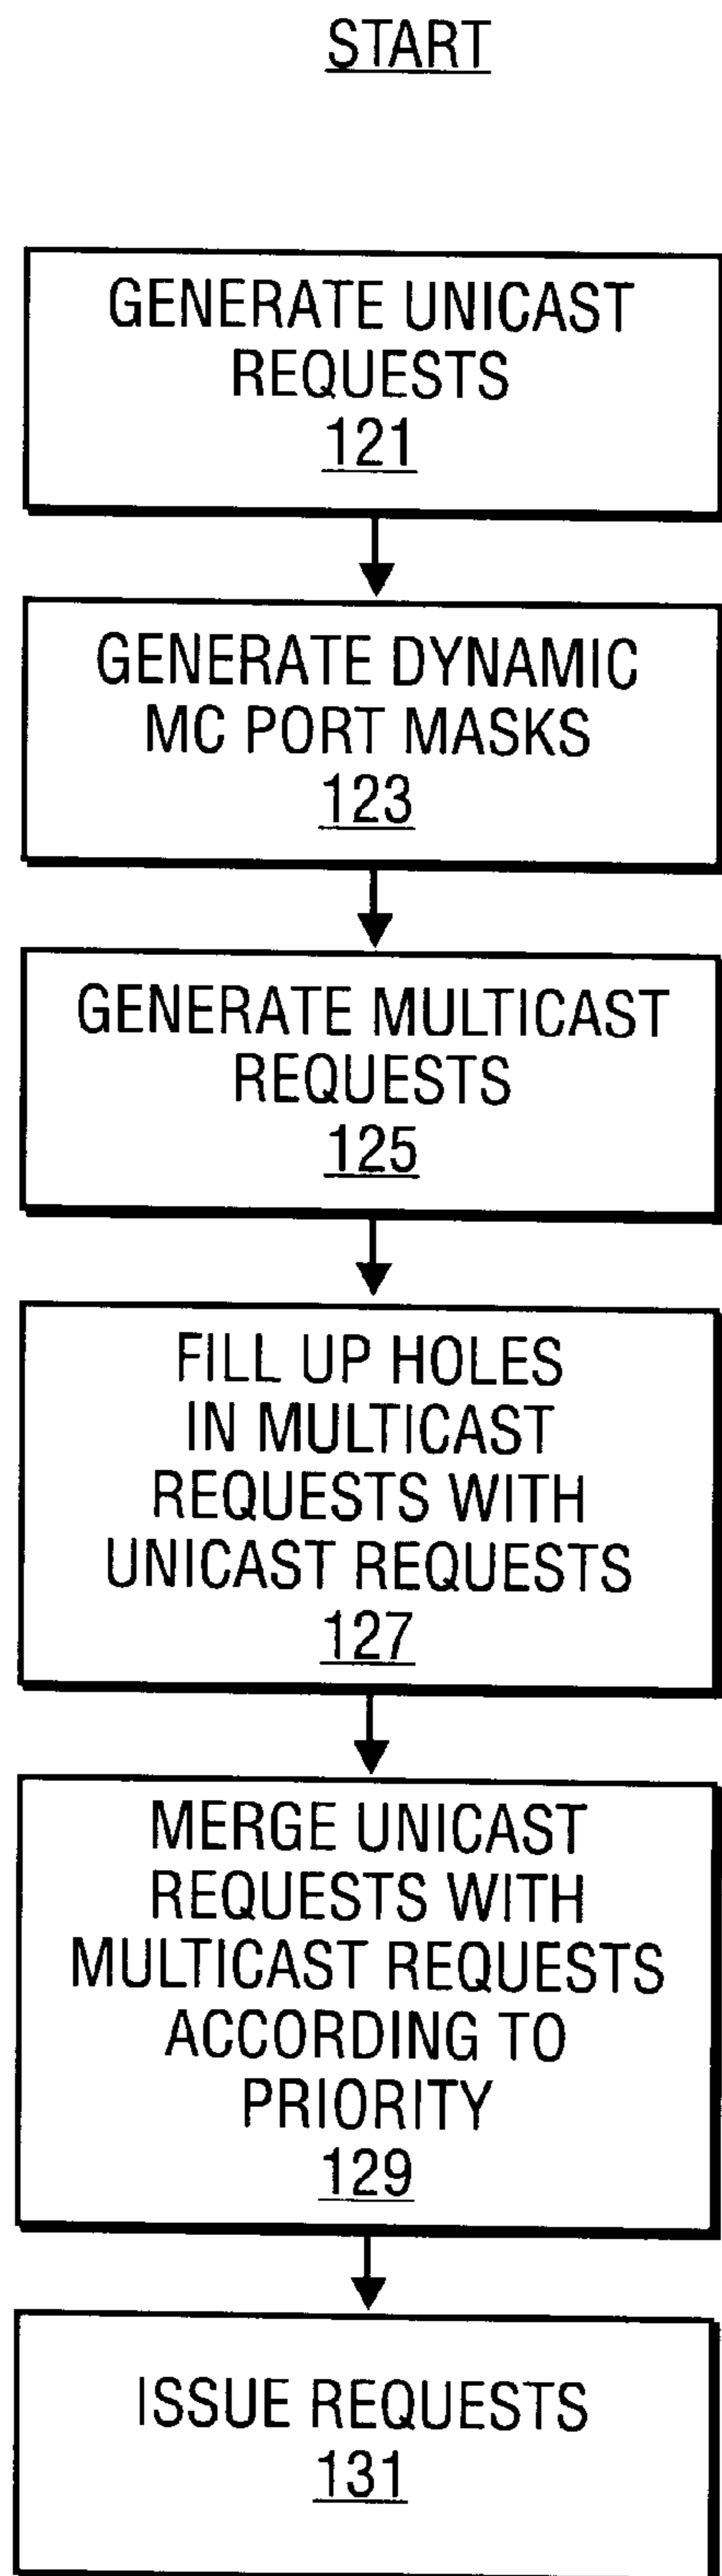 START
GENERATE UNICAST
REQUESTS
121
GENERATE DYNAMIC
MC PORT MASKS
123
GENERATE MULTICAST
REQUESTS
125
FILL UP HOLES
IN MULTICAST
REQUESTS WITH
UNICAST REQUESTS
127
MERGE UNICAST
REQUESTS WITH
MULTICAST REQUESTS
ACCORDING TO
PRIORITY
129
ISSUE REQUESTS
131